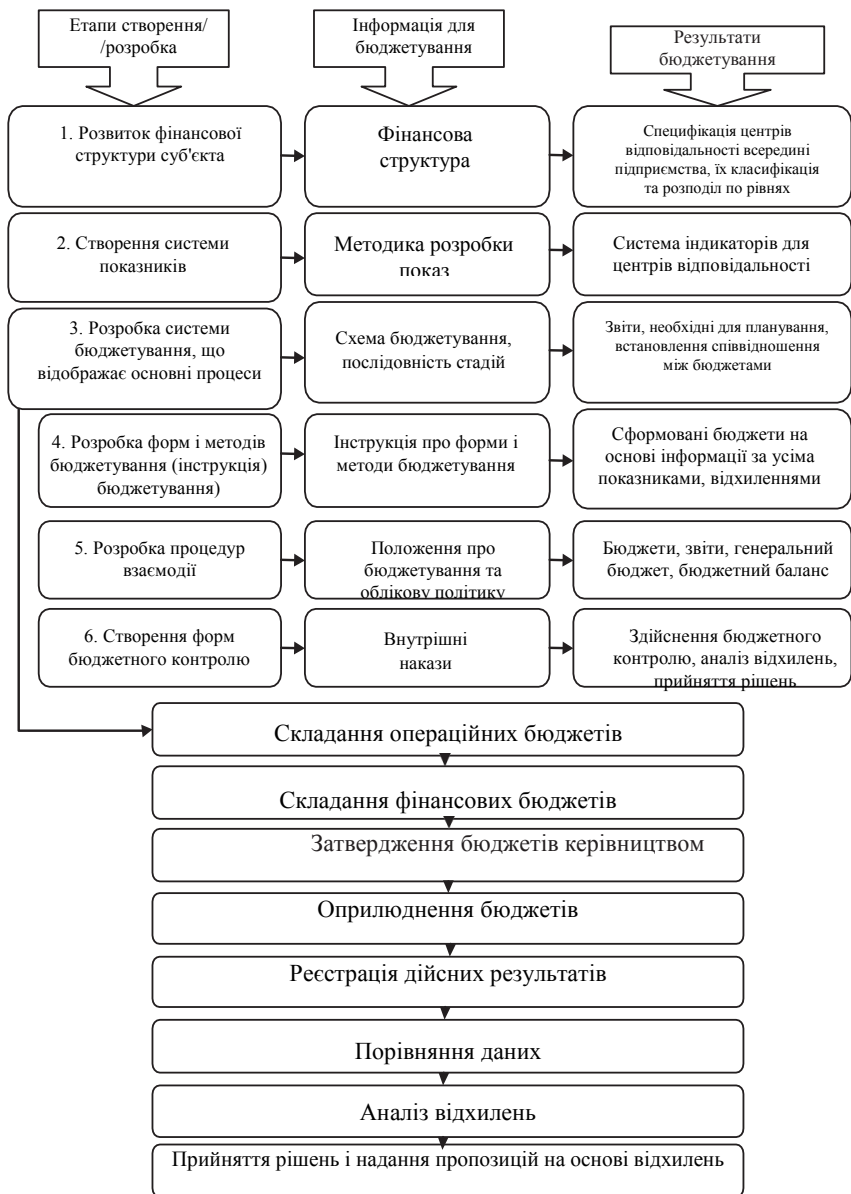 Етапи створення/
/розробка
Інформація для
бюджетування
Результати
бюджетування
1. Розвиток фінансової
структури суб'єкта
Фінансова
структура
Специфікація центрів
відповідальності всередині
підприємства, їх класифікація
та розподіл по рівнях
2. Створення системи
показників
Методика розробки
показ
Система індикаторів для
центрів відповідальності
3. Розробка системи
бюджетування, що
відображає основні процеси
Схема бюджетування,
послідовність стадій
Звіти, необхідні для планування,
встановлення співвідношення
між бюджетами
4. Розробка форм і методів
бюджетування (інструкція)
бюджетування)
Інструкція про форми і
методи бюджетування
Сформовані бюджети на
основі інформації за усіма
показниками, відхиленнями
5. Розробка процедур
взаємодії
Положення про
бюджетування та
облікову політику
Бюджети, звіти, генеральний
бюджет, бюджетний баланс
6. Створення форм
бюджетного контролю
Внутрішні
накази
Здійснення бюджетного
контролю, аналіз відхилень,
прийняття рішень
Складання операційних бюджетів
Складання фінансових бюджетів
Затвердження бюджетів керівництвом
Оприлюднення бюджетів
Реєстрація дійсних результатів
Порівняння даних
Аналіз відхилень
Прийняття рішень і надання пропозицій на основі відхилень